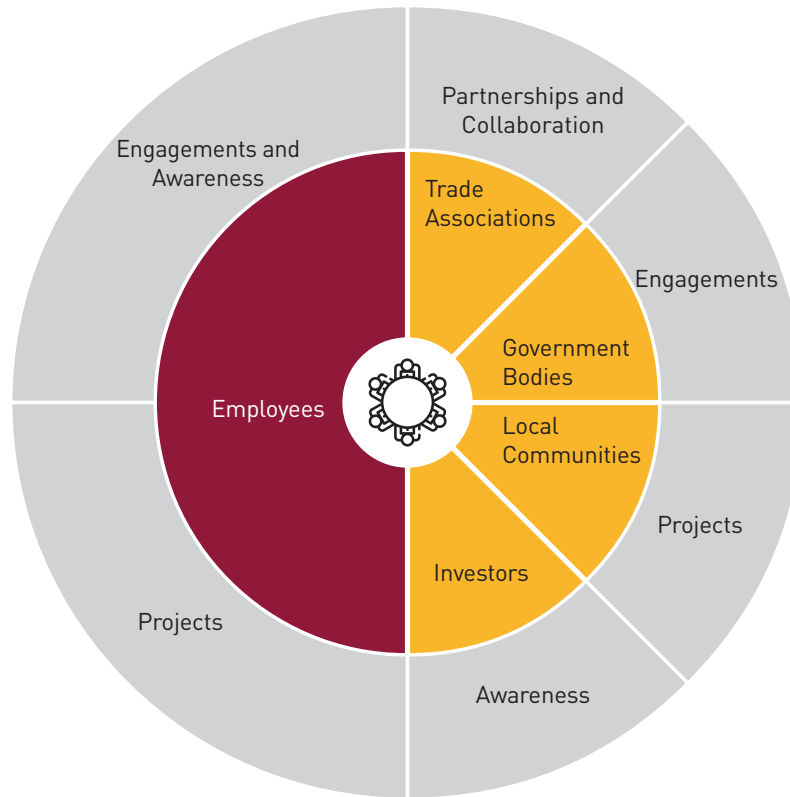 Partnerships and
Collaboration
Engagements and
Awareness
Trade
Associations
Engagements
Government
Bodies
Employees
Local
Communities
Projects
Investors
Projects
Awareness